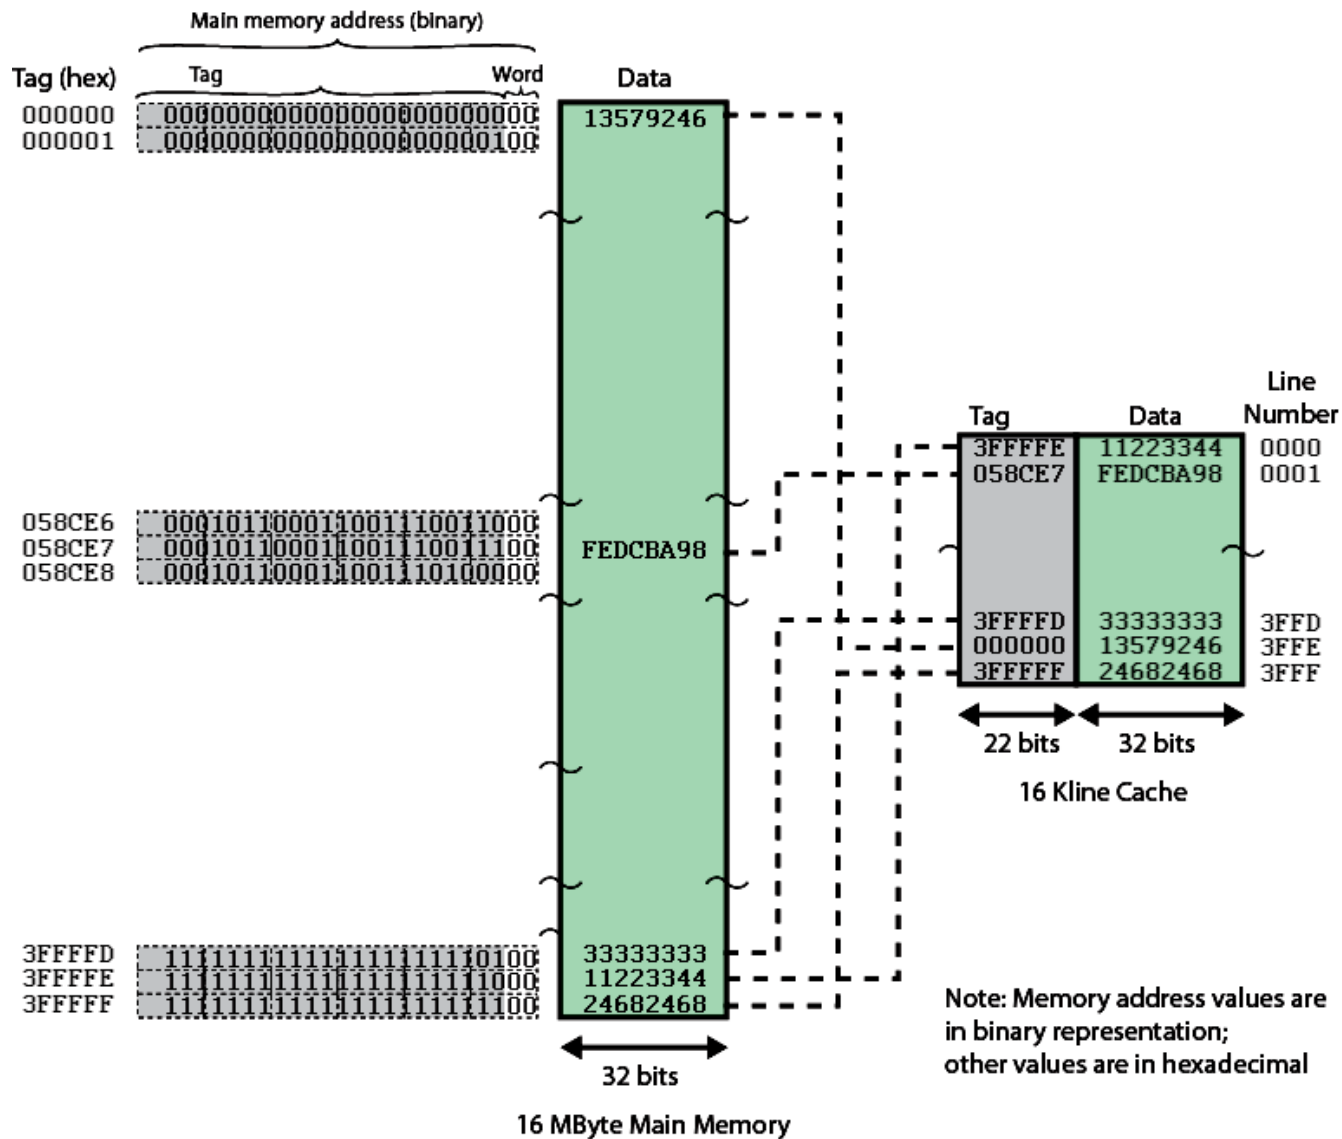 Main memory address (binary)
Tag (hex) Tag Word Data
000000 000000000000000000000000 13579246
000001 000000000000000000000100
Line
Tag Data Number
3FFFFE 11223344 0000
058CE7 FEDCBA98 0001
058CE6 000101100011001110011000
058CE7 000101100011001110011100 FEDCBA98
058CE8 000101100011001110100000
3FFFFD 33333333 3FFD
000000 13579246 3FFE
3FFFFF 24682468 3FFF
22 bits 32 bits
16 Kline Cache
3FFFFD 111111111111111111110100 33333333
3FFFFE 111111111111111111111000 11223344
3FFFFF 111111111111111111111100 24682468
Note: Memory address values are
in binary representation;
other values are in hexadecimal
32 bits
16 MByte Main Memory